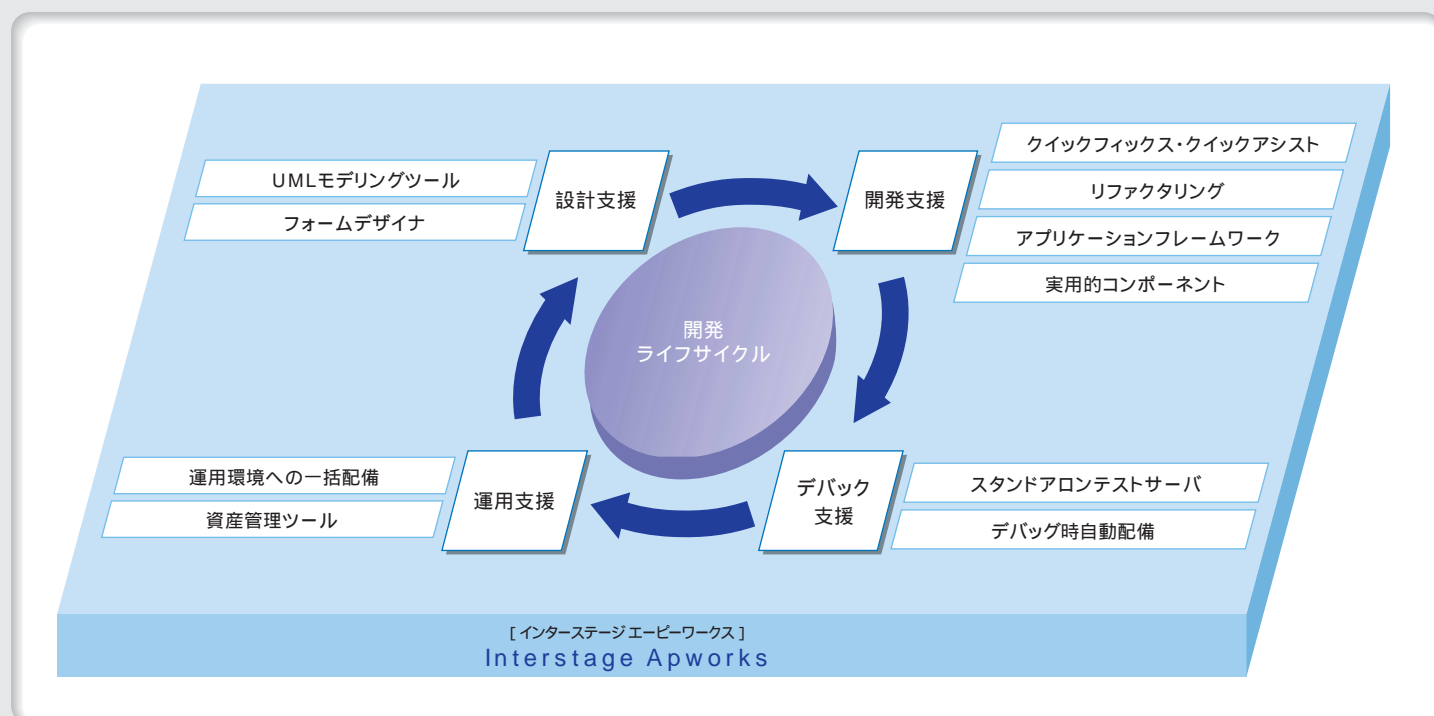 UMLモデリングツール
フォームデザイナ
設計支援
開発支援
クイックフィックス・クイックアシスト
リファクタリング
アプリケーションフレームワーク
実用的コンポーネント
開発
ライフサイクル
運用環境への一括配備
資産管理ツール
運用支援
デバック
支援
スタンドアロンテストサーバ
デバッグ時自動配備
[ インターステージ エーピーワークス ]
Interstage Apworks